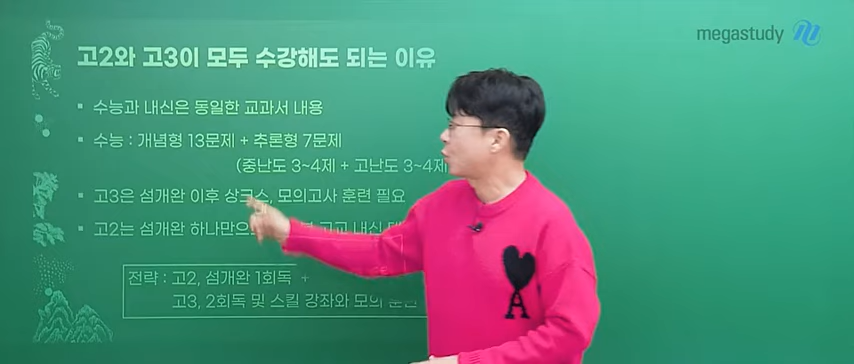 megastudy
고2와 고3이 모두 수강해도 되는 이유
▪ 수능과 내신은 동일한 교과서 내용
▪ 수능 : 개념형 13문제 + 추론형 7문제
(중난도 3~4제 + 고난도 3~4제
▪ 고3은 섬개완 이후 상크스, 모의고사 훈련 필요
▪ 고2는 섬개완 하나만으 고교 내신
전략 : 고2, 섬개완 1회독 +
고3, 2회독 및 스킬 강좌와 모의 훈련
A